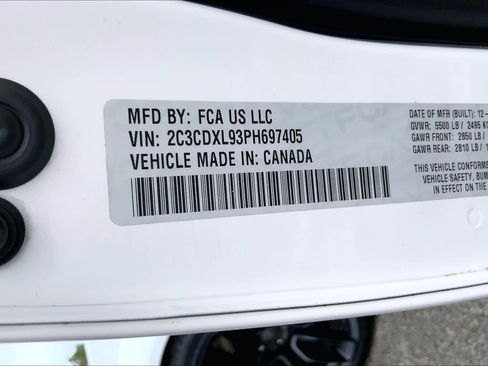 MFD BY: FCA US LLC
VIN: 2C3CDXL93PH697405
VEHICLE MADE IN: CANADA
DATE OF MFR (BUILT): 12-
GVWR: 5500 LB / 2495 K
GAWR FRONT: 2850 LB
GAWR REAR: 2810 LB / 1
THIS VEHICLE CONFORMS
VEHICLE SAFETY, BUM
IN EFFECT ON THE